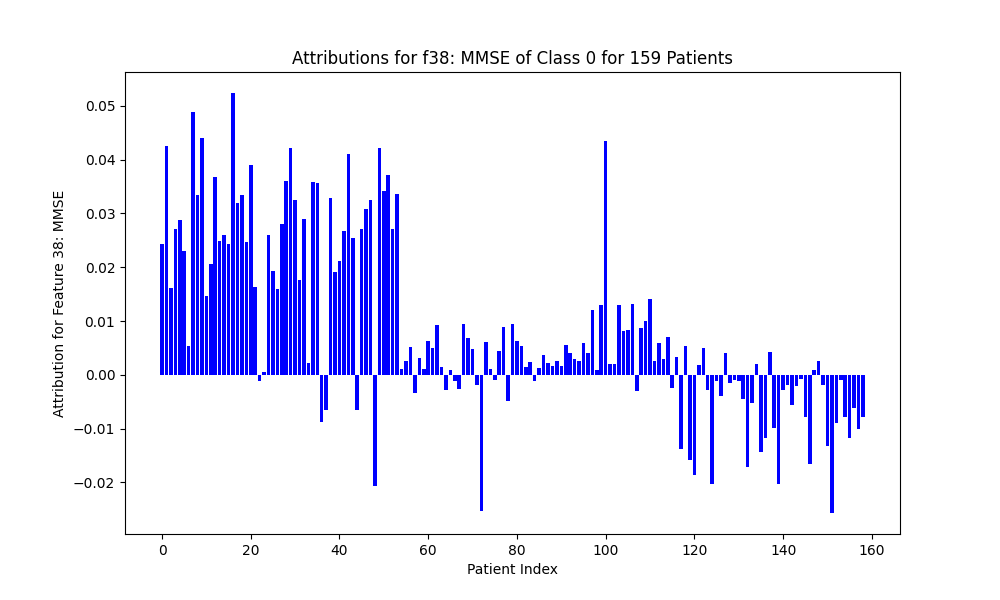 Attributions for f38: MMSE of Class 0 for 159 Patients
Attribution for Feature 38: MMSE
0.05
0.04
0.03
0.02
0.01
0.00
−0.01
−0.02
0 20 40 60 80 100 120 140 160
Patient Index